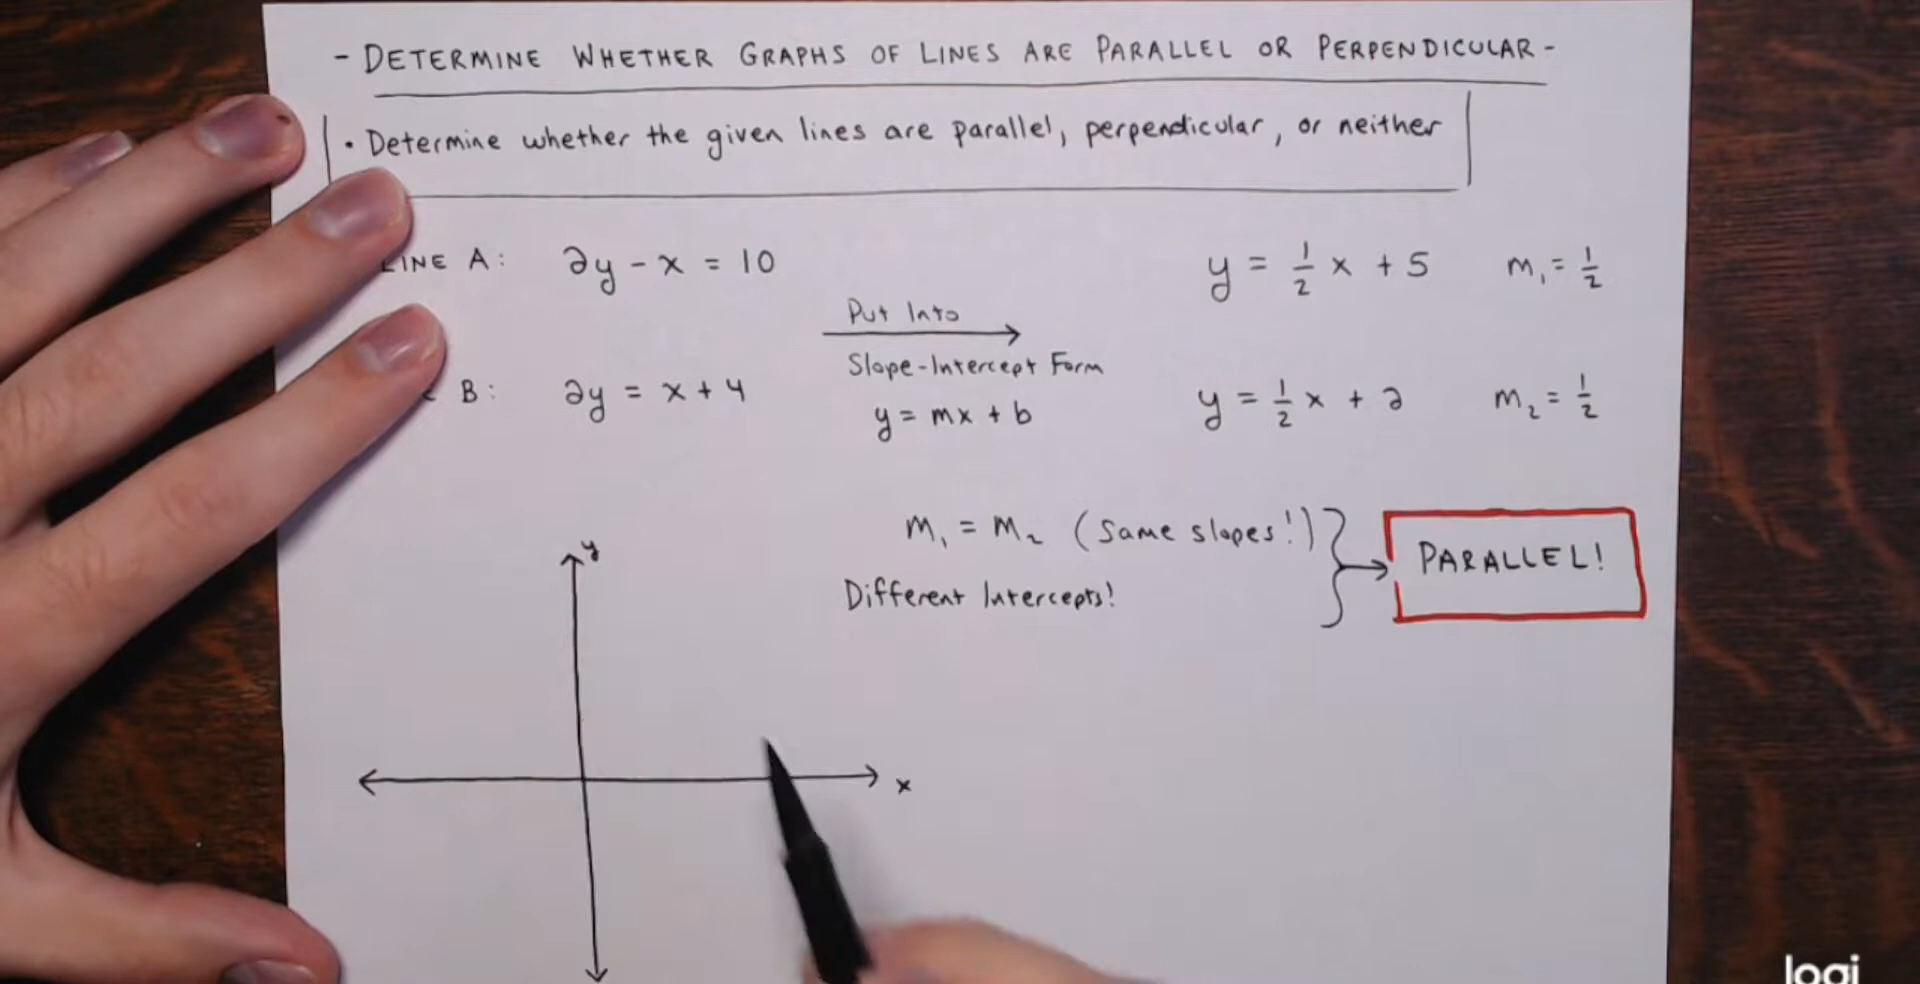 - DETERMINE WHETHER GRAPHS OF LINES ARE PARALLEL OR PERPENDICULAR -
• Determine whether the given lines are parallel, perpendicular, or neither
LINE A: 2y - x = 10
y = 1/2 x + 5 m₁ = 1/2
Put Into
Slope-Intercept Form
B: 2y = x + 4
y = mx + b
y = 1/2 x + 2 m₂ = 1/2
m₁ = m₂ (Same slopes!)
Different Intercepts!
PARALLEL!
y
x
logi